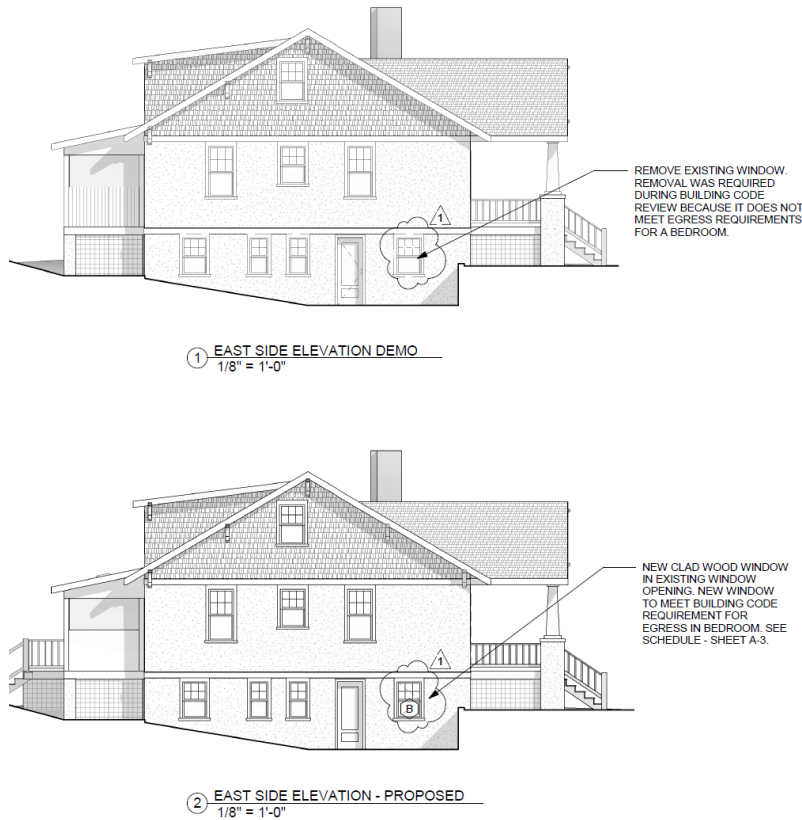 REMOVE EXISTING WINDOW.
REMOVAL WAS REQUIRED
DURING BUILDING CODE
REVIEW BECAUSE IT DOES NOT
MEET EGRESS REQUIREMENTS
FOR A BEDROOM.
1
1 EAST SIDE ELEVATION DEMO
1/8" = 1'-0"
NEW CLAD WOOD WINDOW
IN EXISTING WINDOW
OPENING. NEW WINDOW
TO MEET BUILDING CODE
REQUIREMENT FOR
EGRESS IN BEDROOM. SEE
SCHEDULE - SHEET A-3.
1
B
2 EAST SIDE ELEVATION - PROPOSED
1/8" = 1'-0"